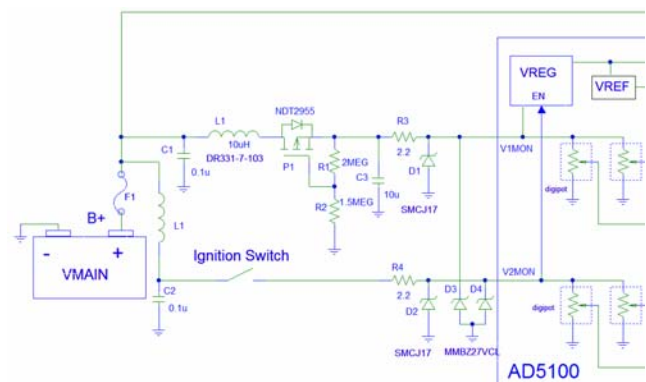 VREG
VREF
EN
NDT2955
L1
10uH
DR331-7-103
C1
0.1u
P1
R1
2MEG
R2
1.5MEG
C3
10u
R3
2.2
D1
SMCJ17
V1MON
digipot
F1
B+
L1
- +
VMAIN
Ignition Switch
C2
0.1u
R4
2.2
D2
SMCJ17
D3
D4
MMBZ27VCL
V2MON
digipot
AD5100